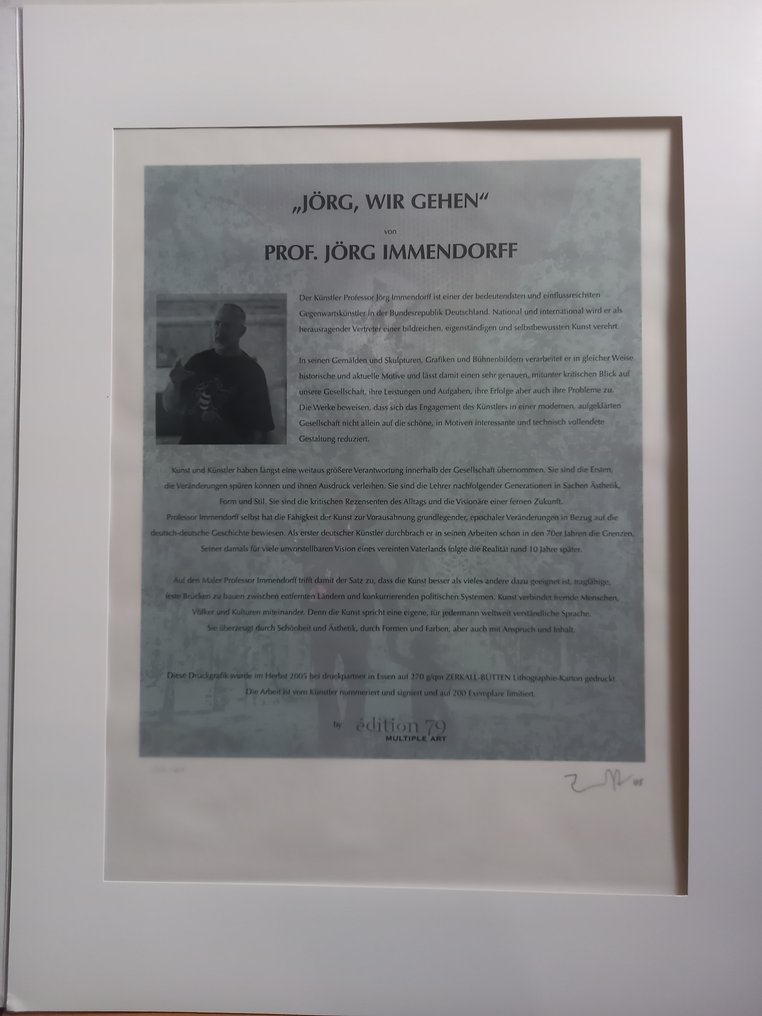 „JÖRG, WIR GEHEN“
von
PROF. JÖRG IMMENDORFF
Der Künstler Professor Jörg Immendorff ist einer der bedeutendsten und einflussreichsten
Gegenwartskünstler in der Bundesrepublik Deutschland. National und international wird er als
herausragender Vertreter einer bildreichen, eigenständigen und selbstbewussten Kunst verehrt.
In seinen Gemälden und Skulpturen, Grafiken und Bühnenbildern verarbeitet er in gleicher Weise
historische und aktuelle Motive und lässt damit einen sehr genauen, mitunter kritischen Blick auf
unsere Gesellschaft, ihre Leistungen und Aufgaben, ihre Erfolge aber auch ihre Probleme zu.
Die Werke beweisen, dass sich das Engagement des Künstlers in einer modernen, aufgeklärten
Gesellschaft nicht allein auf die schöne, in Motiven interessante und technisch vollendete
Gestaltung reduziert.
Kunst und Künstler haben längst eine weitaus größere Verantwortung innerhalb der Gesellschaft übernommen. Sie sind die Ersten,
die Veränderungen spüren können und ihnen Ausdruck verleihen. Sie sind die Lehrer nachfolgender Generationen in Sachen Ästhetik,
Form und Stil. Sie sind die kritischen Rezensenten des Alltags und die Visionäre einer fernen Zukunft.
Professor Immendorff selbst hat die Fähigkeit der Kunst zur Vorausahnung grundlegender, epochaler Veränderungen in Bezug auf die
deutsch-deutsche Geschichte bewiesen. Als erster deutscher Künstler durchbrach er in seinen Arbeiten schon in den 70er Jahren die Grenzen.
Seiner damals für viele unvorstellbaren Vision eines vereinten Vaterlands folgte die Realität rund 10 Jahre später.
Auf den Maler Professor Immendorff trifft damit der Satz zu, dass die Kunst besser als vieles andere dazu geeignet ist, tragfähige,
feste Brücken zu bauen zwischen entfernten Ländern und konkurrierenden politischen Systemen. Kunst verbindet fremde Menschen,
Völker und Kulturen miteinander. Denn die Kunst spricht eine eigene, für jedermann weltweit verständliche Sprache.
Sie überzeugt durch Schönheit und Ästhetik, durch Formen und Farben, aber auch mit Anspruch und Inhalt.
Diese Druckgrafik wurde im Herbst 2005 bei druckpartner in Essen auf 270 g/qm ZERKALL-BÜTTEN Lithographie-Karton gedruckt.
Die Arbeit ist vom Künstler nummeriert und signiert und auf 200 Exemplare limitiert.
by édition 79
MULTIPLE ART